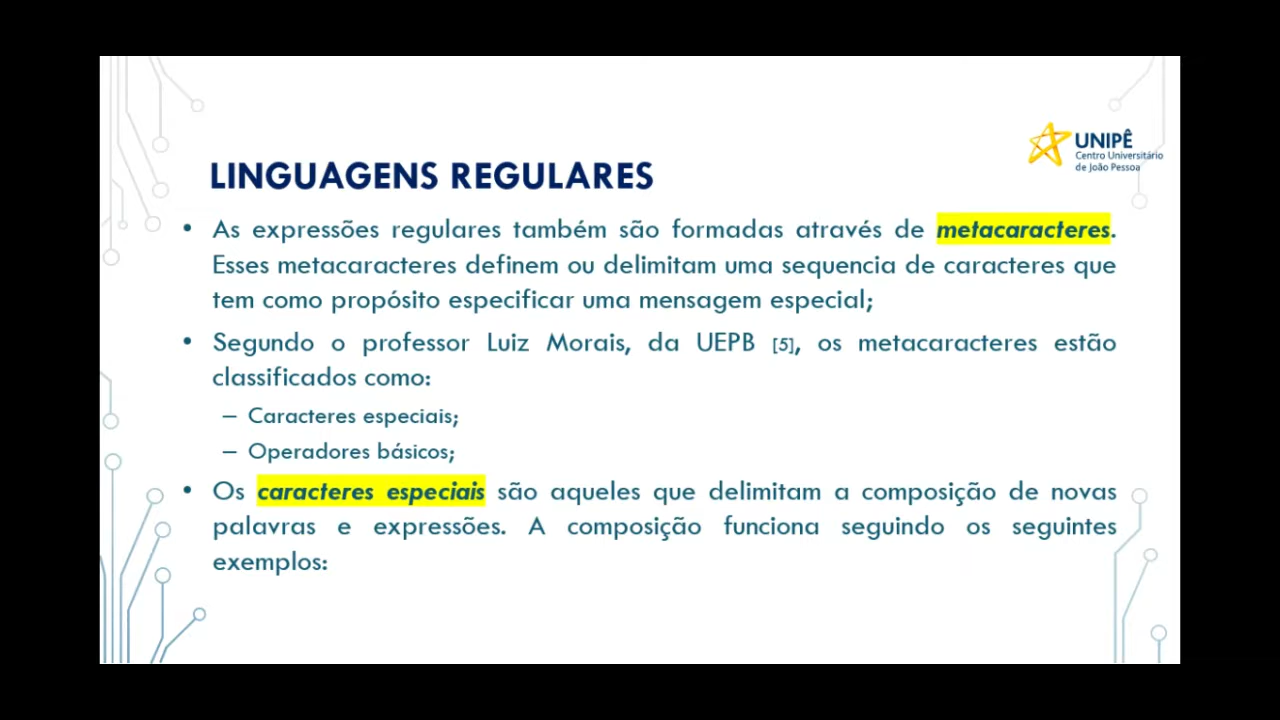 UNIPÊ
Centro Universitário
de João Pessoa
LINGUAGENS REGULARES
• As expressões regulares também são formadas através de metacaracteres.
Esses metacaracteres definem ou delimitam uma sequencia de caracteres que
tem como propósito especificar uma mensagem especial;
• Segundo o professor Luiz Morais, da UEPB [5], os metacaracteres estão
classificados como:
– Caracteres especiais;
– Operadores básicos;
• Os caracteres especiais são aqueles que delimitam a composição de novas
palavras e expressões. A composição funciona seguindo os seguintes
exemplos: